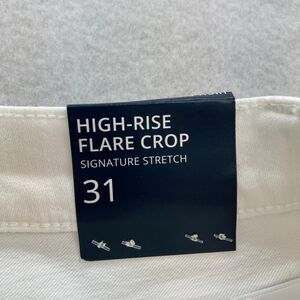 HIGH-RISE
FLARE CROP
SIGNATURE STRETCH
31